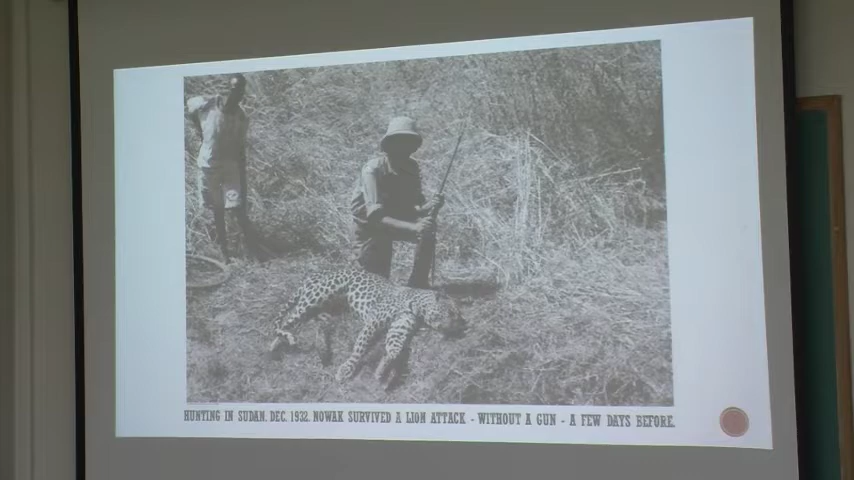 HUNTING IN SUDAN, DEC. 1932. NOWAK SURVIVED A LION ATTACK - WITHOUT A GUN - A FEW DAYS BEFORE.